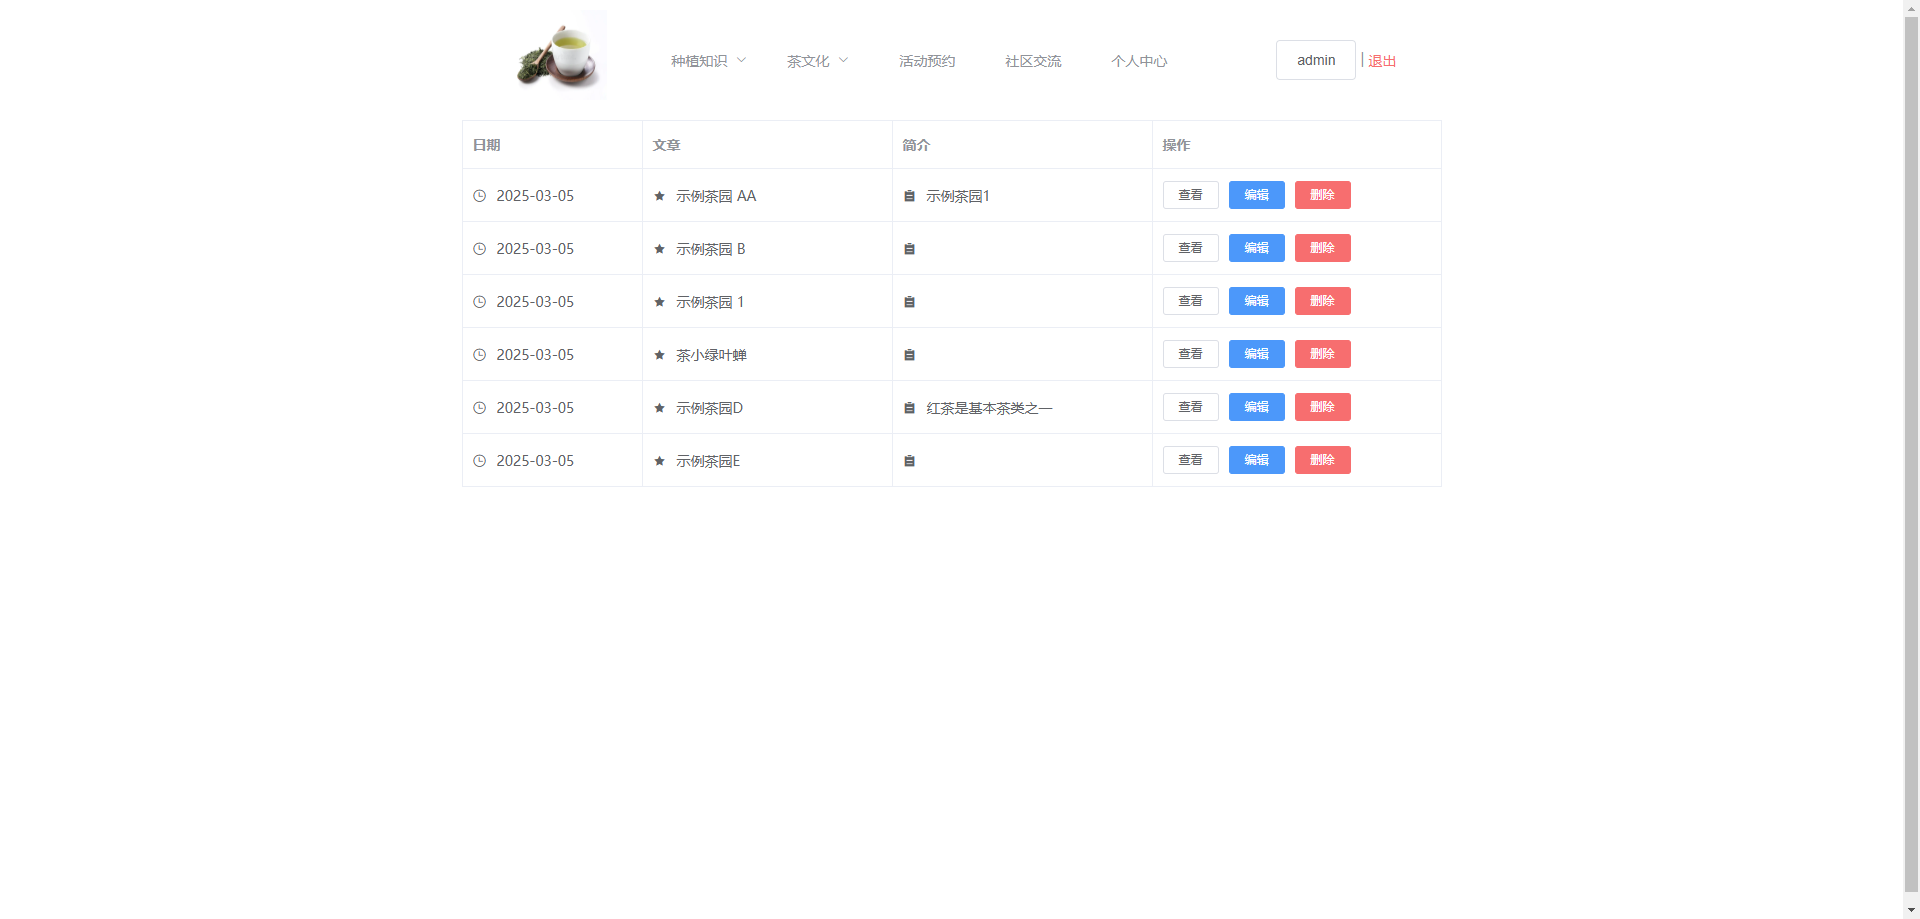 种植知识 茶文化 活动预约 社区交流 个人中心 admin | 退出
日期 文章 简介 操作
2025-03-05 示例茶园 AA 示例茶园1 查看 编辑 删除
2025-03-05 示例茶园 B 查看 编辑 删除
2025-03-05 示例茶园 1 查看 编辑 删除
2025-03-05 茶小绿叶蝉 查看 编辑 删除
2025-03-05 示例茶园D 红茶是基本茶类之一 查看 编辑 删除
2025-03-05 示例茶园E 查看 编辑 删除